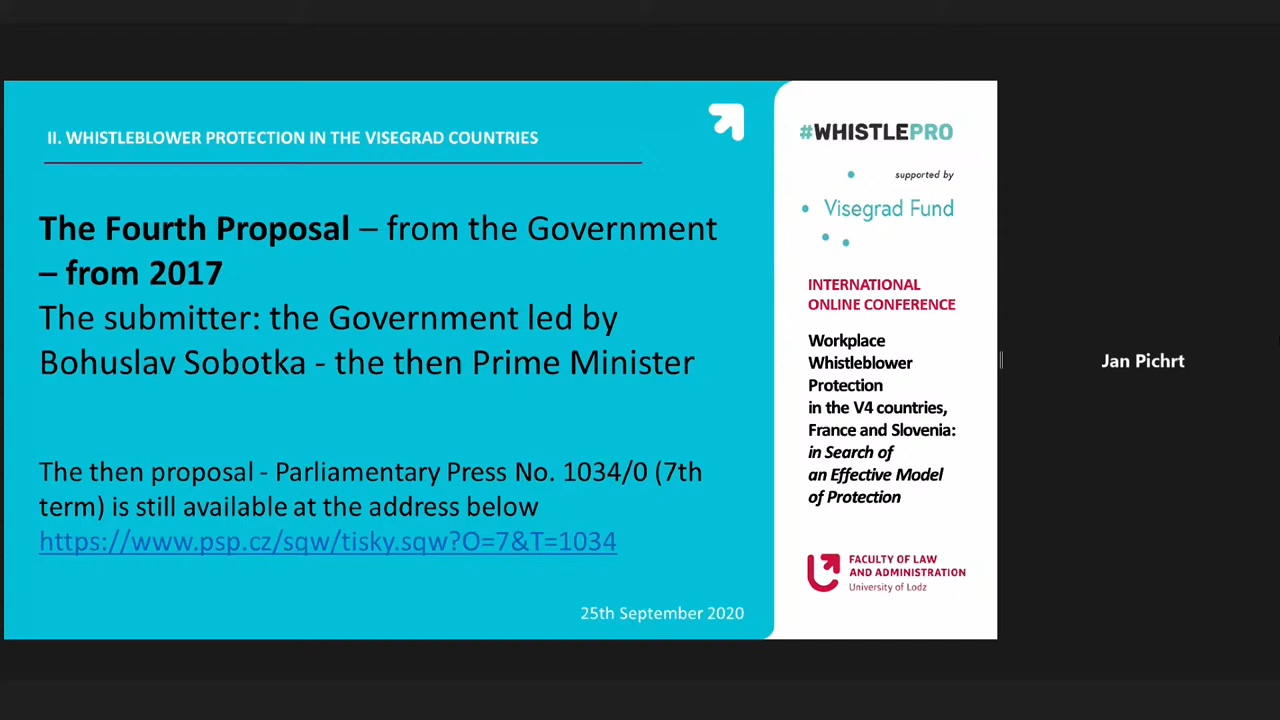 II. WHISTLEBLOWER PROTECTION IN THE VISEGRAD COUNTRIES
The Fourth Proposal – from the Government
– from 2017
The submitter: the Government led by
Bohuslav Sobotka - the then Prime Minister
The then proposal - Parliamentary Press No. 1034/0 (7th
term) is still available at the address below
https://www.psp.cz/sqw/tisky.sqw?O=7&T=1034
25th September 2020
#WHISTLEPRO
supported by
Visegrad Fund
INTERNATIONAL
ONLINE CONFERENCE
Workplace
Whistleblower
Protection
in the V4 countries,
France and Slovenia:
in Search of
an Effective Model
of Protection
FACULTY OF LAW
AND ADMINISTRATION
University of Lodz
Jan Pichrt